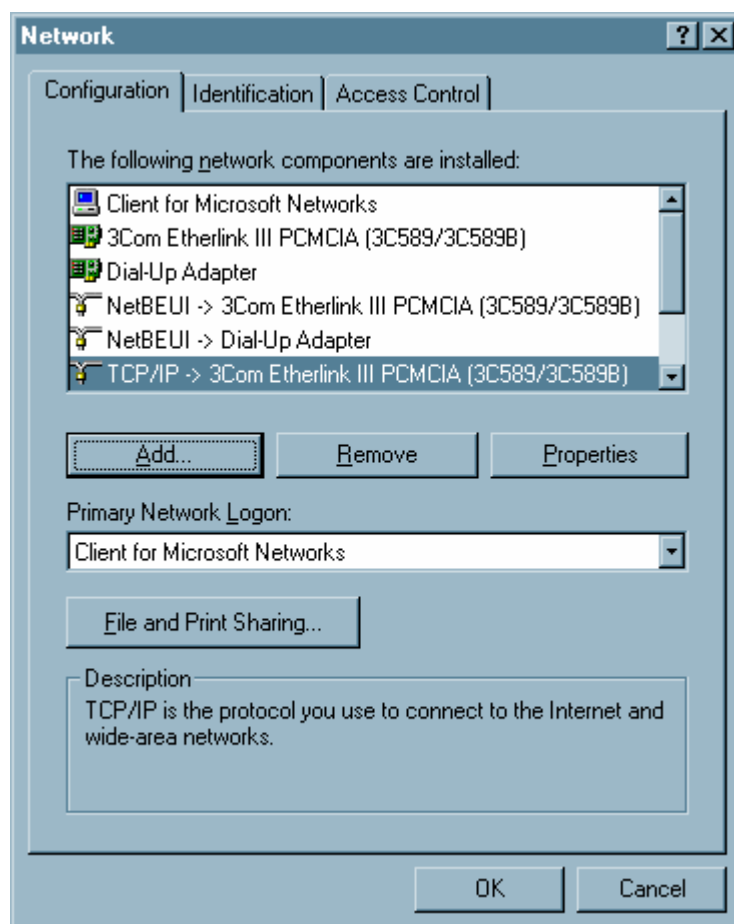 Network
Configuration Identification Access Control
The following network components are installed:
Client for Microsoft Networks
3Com Etherlink III PCMCIA (3C589/3C589B)
Dial-Up Adapter
NetBEUI -> 3Com Etherlink III PCMCIA (3C589/3C589B)
NetBEUI -> Dial-Up Adapter
TCP/IP -> 3Com Etherlink III PCMCIA (3C589/3C589B)
Add... Remove Properties
Primary Network Logon:
Client for Microsoft Networks
File and Print Sharing...
Description
TCP/IP is the protocol you use to connect to the Internet and
wide-area networks.
OK Cancel